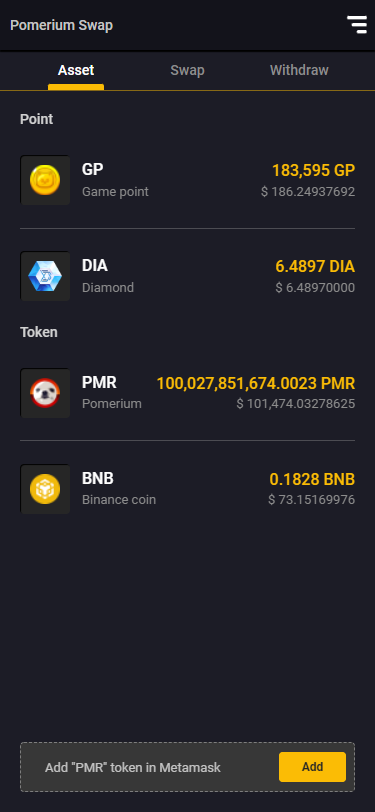 Pomerium Swap
Asset Swap Withdraw
Point
GP 183,595 GP
Game point $ 186.24937692
DIA 6.4897 DIA
Diamond $ 6.48970000
Token
PMR 100,027,851,674.0023 PMR
Pomerium $ 101,474.03278625
BNB 0.1828 BNB
Binance coin $ 73.15169976
Add "PMR" token in Metamask Add